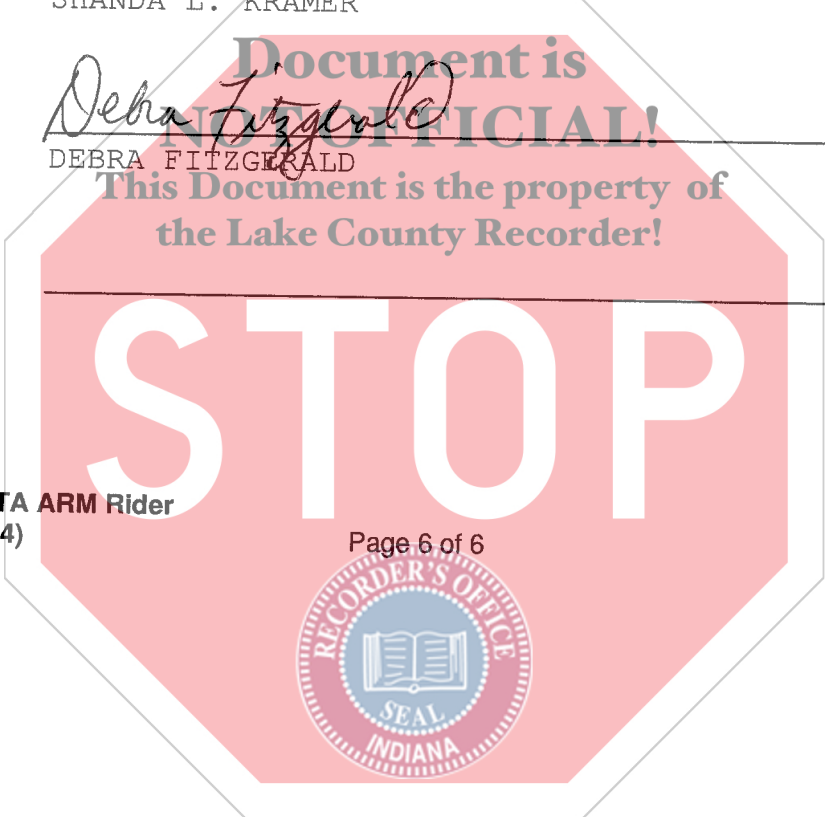 SHANDA L. KRAMER
Document is
Debra Fitzgerald
NOT OFFICIAL!
DEBRA FITZGERALD
This Document is the property of
the Lake County Recorder!
STOP
TA ARM Rider
4)
Page 6 of 6
RECORDER'S OFFICE
SEAL
INDIANA